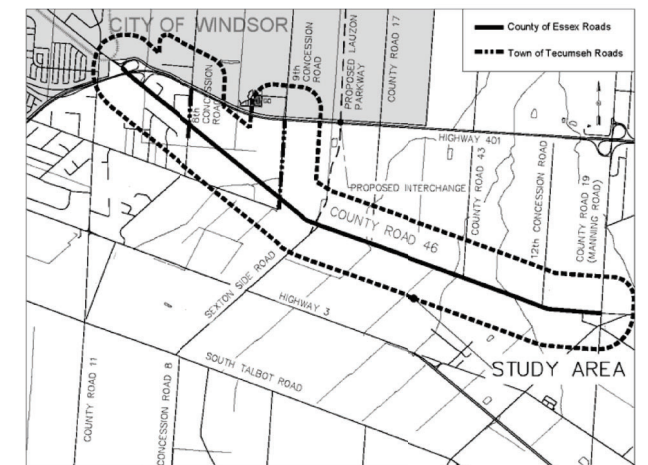 CITY OF WINDSOR
County of Essex Roads
Town of Tecumseh Roads
8th
CONCESSION
ROAD
9th
CONCESSION
ROAD
PROPOSED LAUZON
PARKWAY
COUNTY ROAD 17
HIGHWAY 401
PROPOSED INTERCHANGE
COUNTY ROAD 43
12th CONCESSION ROAD
COUNTY ROAD 19
(MANNING ROAD)
COUNTY ROAD 46
SEXTON SIDE ROAD
HIGHWAY 3
STUDY AREA
SOUTH TALBOT ROAD
COUNTY ROAD 11
CONCESSION ROAD 8